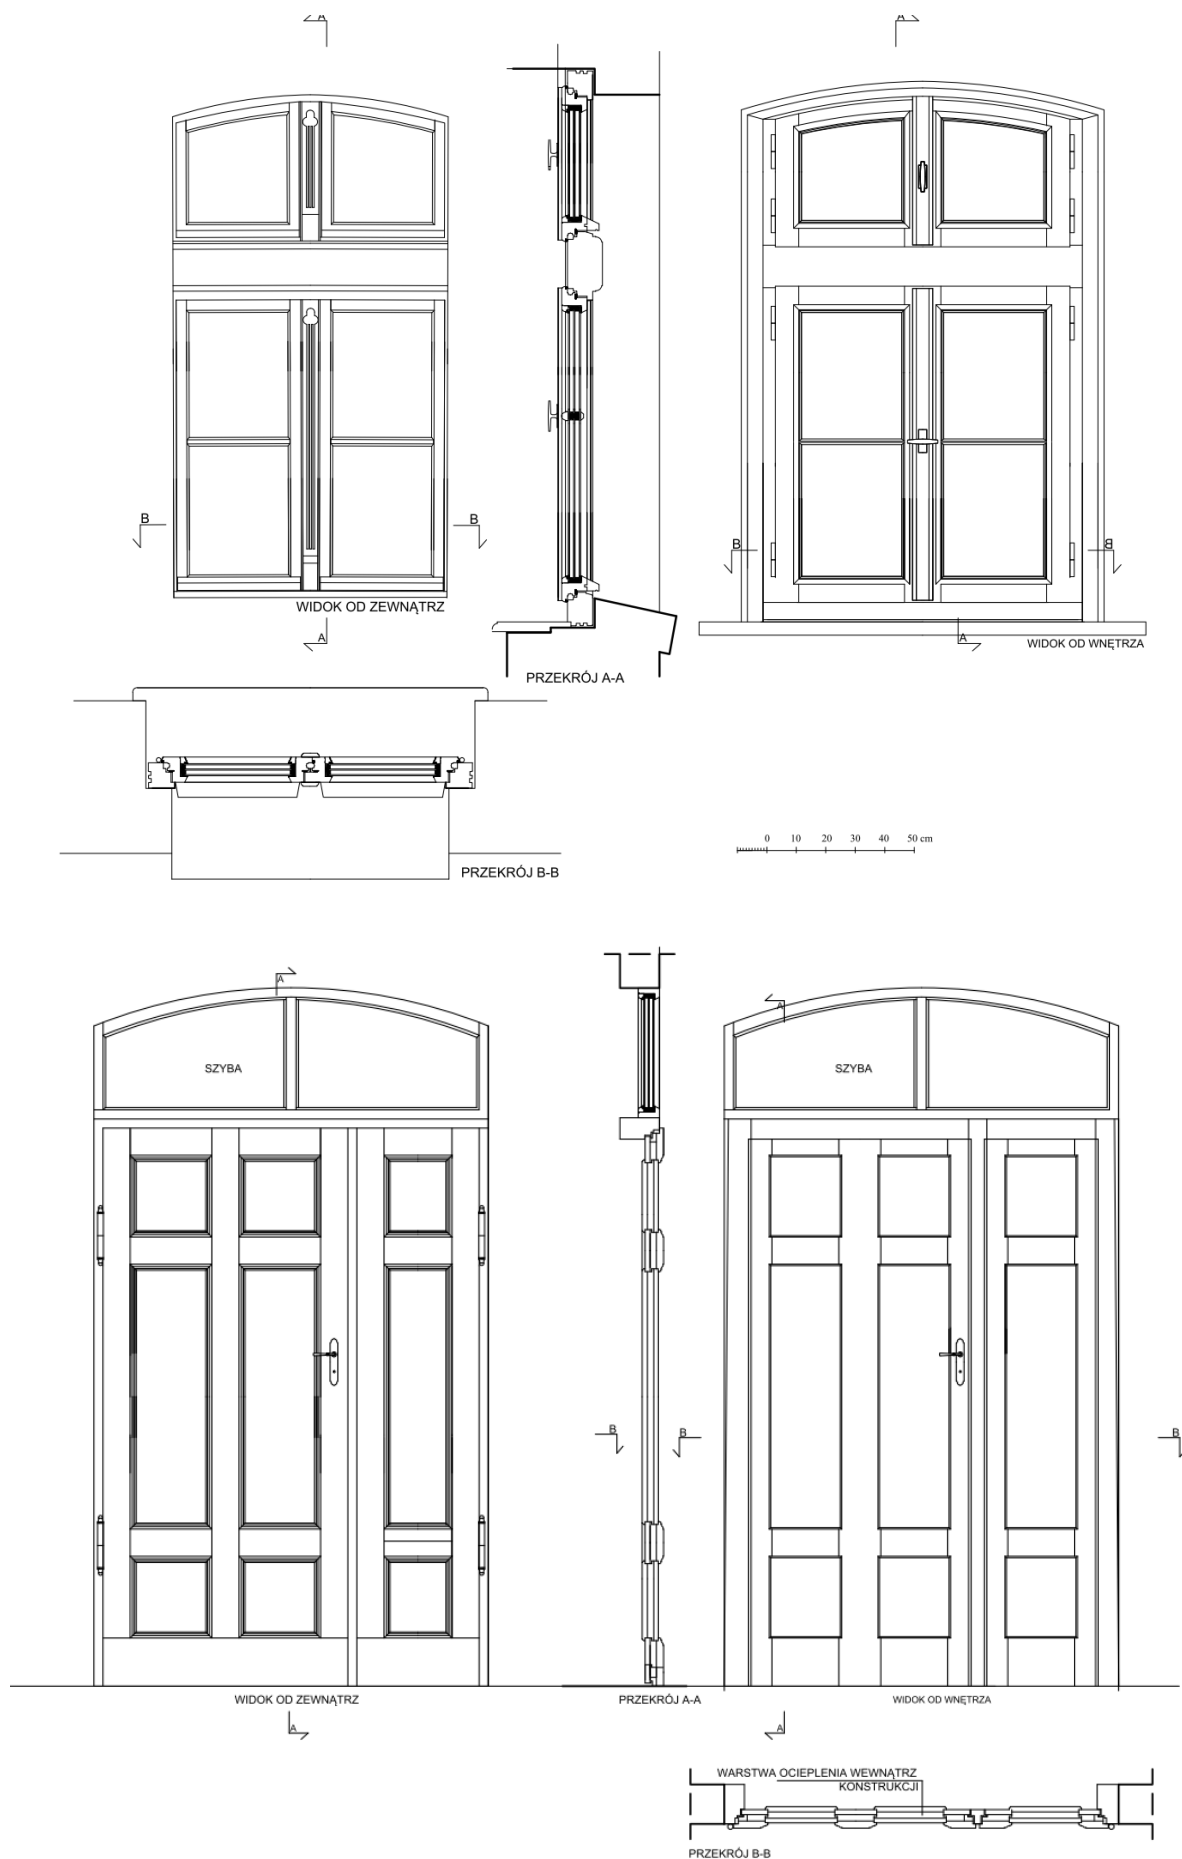 A
A
B
B
WIDOK OD ZEWNĄTRZ
A
PRZEKRÓJ A-A
B
B
A
WIDOK OD WNĘTRZA
PRZEKRÓJ B-B
0 10 20 30 40 50 cm
A
SZYBA
A
SZYBA
B
B
B
WIDOK OD ZEWNĄTRZ
PRZEKRÓJ A-A
WIDOK OD WNĘTRZA
A
A
WARSTWA OCIEPLENIA WEWNĄTRZ
KONSTRUKCJI
PRZEKRÓJ B-B